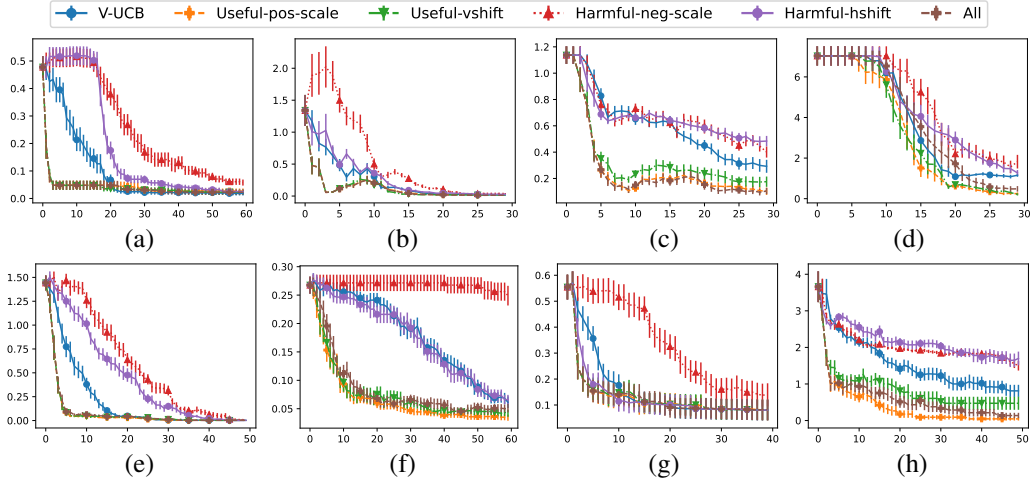 V-UCB Useful-pos-scale Useful-vshift Harmful-neg-scale Harmful-hshift All
0.5
0.4
0.3
0.2
0.1
0.0
0 10 20 30 40 50 60
(a)
2.0
1.5
1.0
0.5
0.0
0 5 10 15 20 25 30
(b)
1.2
1.0
0.8
0.6
0.4
0.2
0 5 10 15 20 25 30
(c)
6
4
2
0
0 5 10 15 20 25 30
(d)
1.50
1.25
1.00
0.75
0.50
0.25
0.00
0 10 20 30 40 50
(e)
0.30
0.25
0.20
0.15
0.10
0.05
0 10 20 30 40 50 60
(f)
0.6
0.5
0.4
0.3
0.2
0.1
0 10 20 30 40
(g)
4
3
2
1
0
0 10 20 30 40 50
(h)